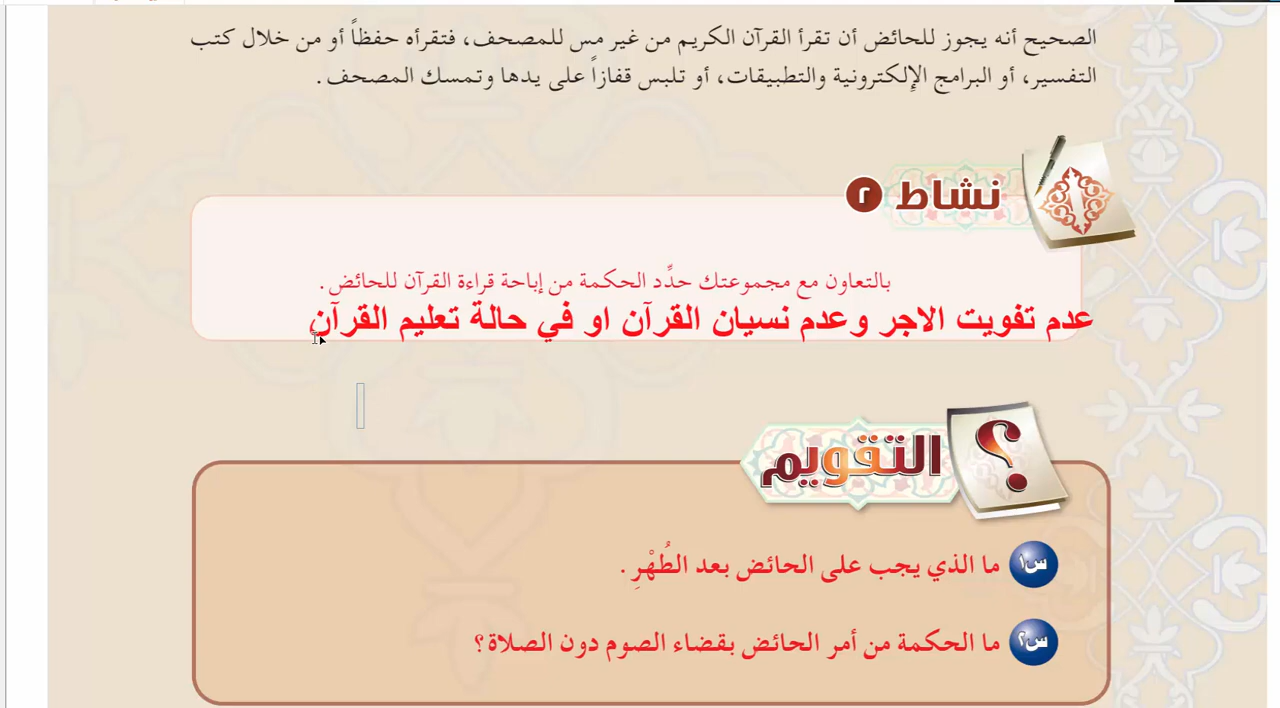 الصحيح أنه يجوز للحائض أن تقرأ القرآن الكريم من غير مس للمصحف، فتقرأه حفظاً أو من خلال كتب
التفسير، أو البرامج الإِلكترونية والتطبيقات، أو تلبس قفازاً على يدها وتمسك المصحف.
نشاط ٢
بالتعاون مع مجموعتك حدِّد الحكمة من إباحة قراءة القرآن للحائض.
عدم تفويت الاجر وعدم نسيان القرآن او في حالة تعليم القرآن
؟ التقويم
س١ ما الذي يجب على الحائض بعد الطُهْرِ.
س٢ ما الحكمة من أمر الحائض بقضاء الصوم دون الصلاة؟